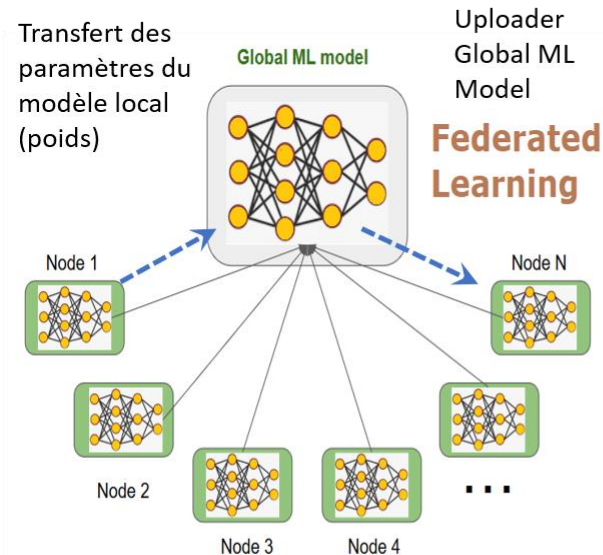 Transfert des
paramètres du
modèle local
(poids)
Global ML model
Uploader
Global ML
Model
Federated
Learning
Node 1
Node N
Node 2
...
Node 3
Node 4